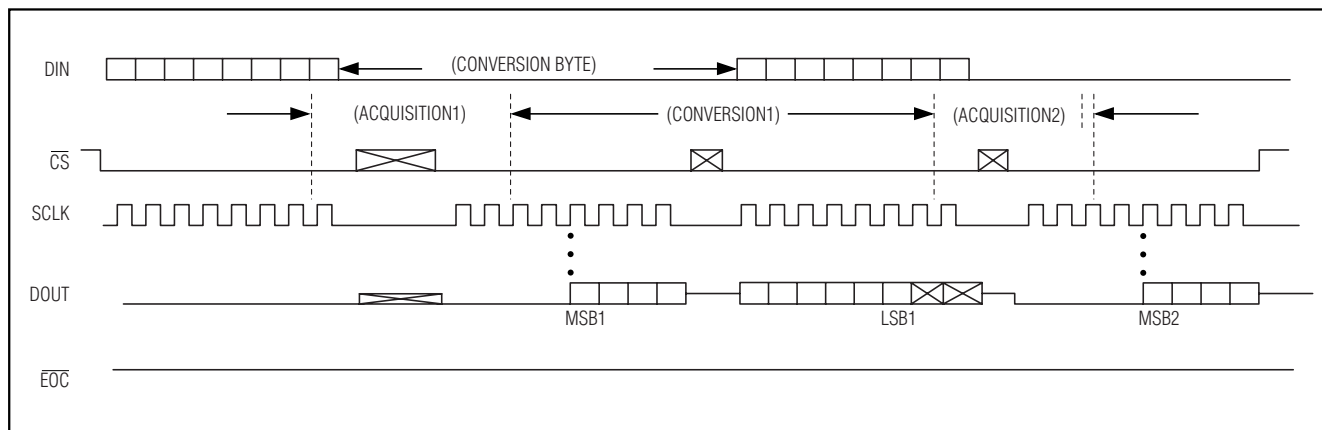 DIN
(CONVERSION BYTE)
(ACQUISITION1)
(CONVERSION1)
(ACQUISITION2)
CS
SCLK
DOUT
MSB1
LSB1
MSB2
EOC